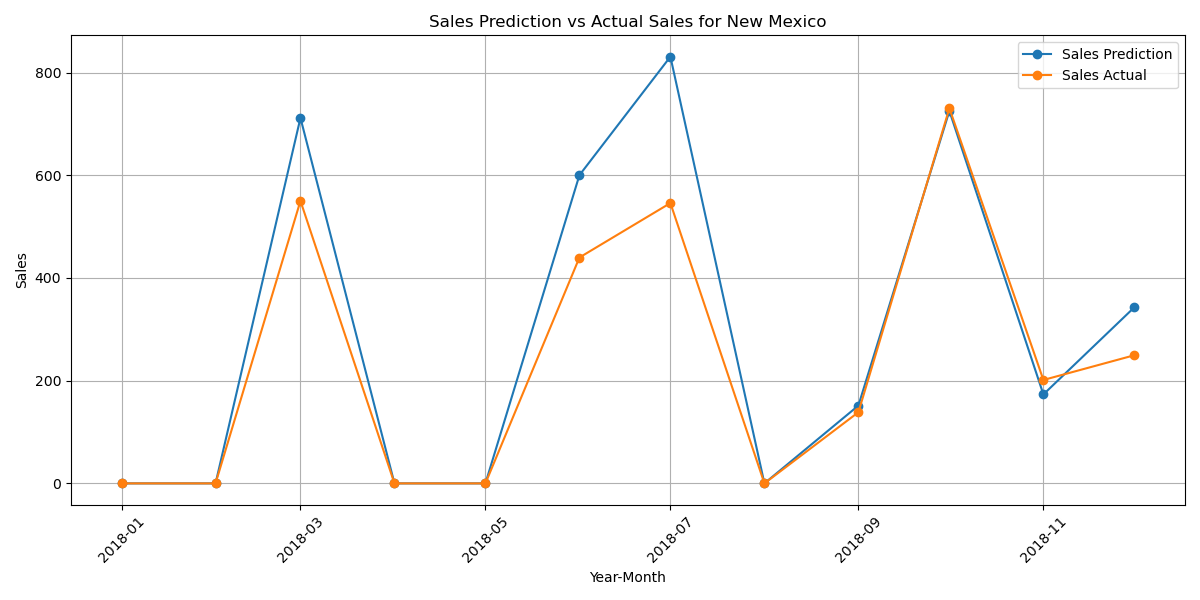 Sales Prediction vs Actual Sales for New Mexico
Sales Prediction
Sales Actual
Sales
800
600
400
200
0
2018-01
2018-03
2018-05
2018-07
2018-09
2018-11
Year-Month